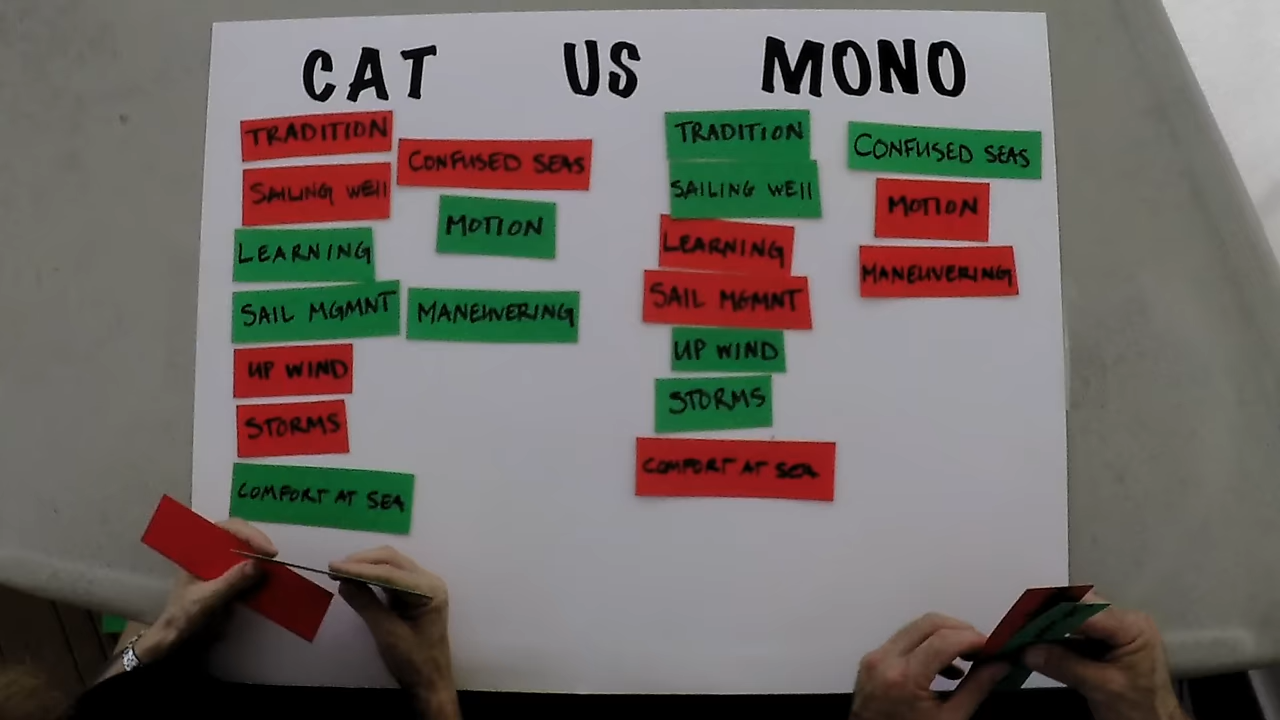 CAT US MONO
TRADITION
SAILING WEll
LEARNING
SAIL MGMNT
UP WIND
STORMS
COMFORT AT SEA
CONFUSED SEAS
MOTION
MANEUVERING
TRADITION
SAILING WEll
LEARNING
SAIL MGMNT
UP WIND
STORMS
COMFORT AT SEA
CONFUSED SEAS
MOTION
MANEUVERING